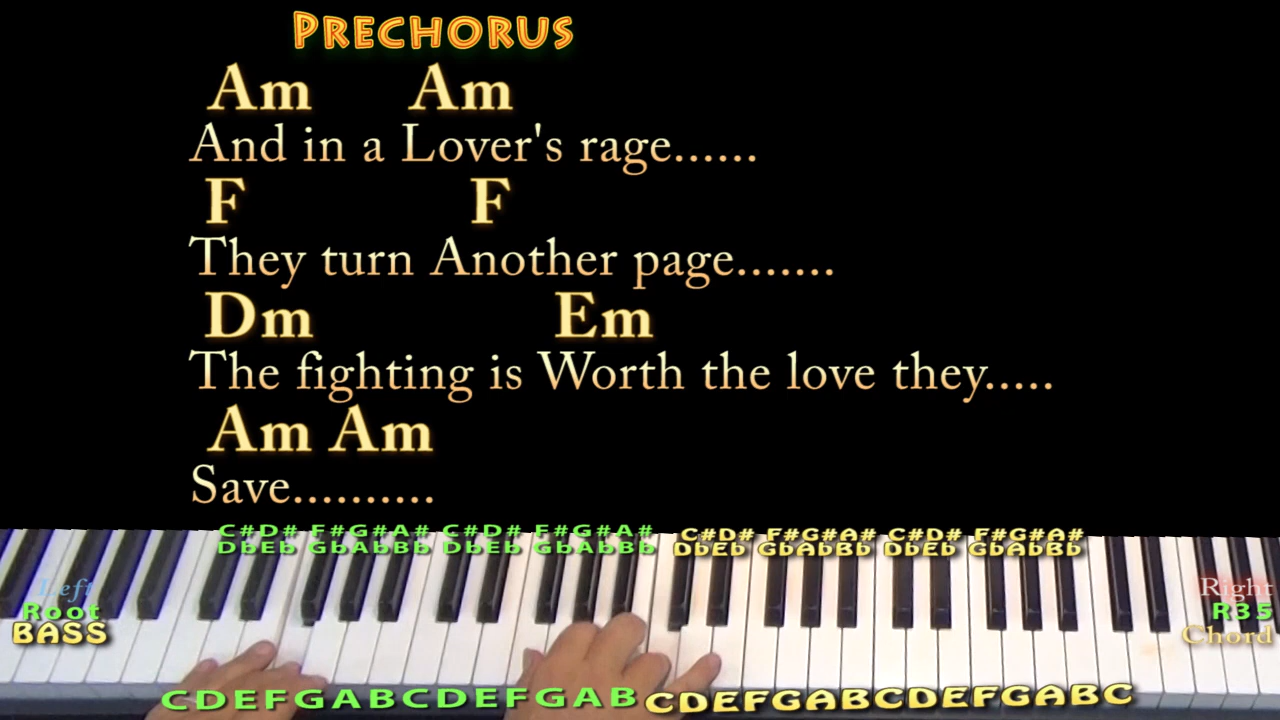 PRECHORUS
Am Am
And in a Lover's rage......
F F
They turn Another page.......
Dm Em
The fighting is Worth the love they.....
Am Am
Save..........
C#D# F#G#A# C#D# F#G#A# C#D# F#G#A# C#D# F#G#A#
DbEb GbAbBb DbEb GbAbBb DbEb GbAbBb DbEb GbAbBb
Left
Root
BASS
Right
R35
Chord
CDEFGABCDEFGAB CDEFGABCDEFGABC